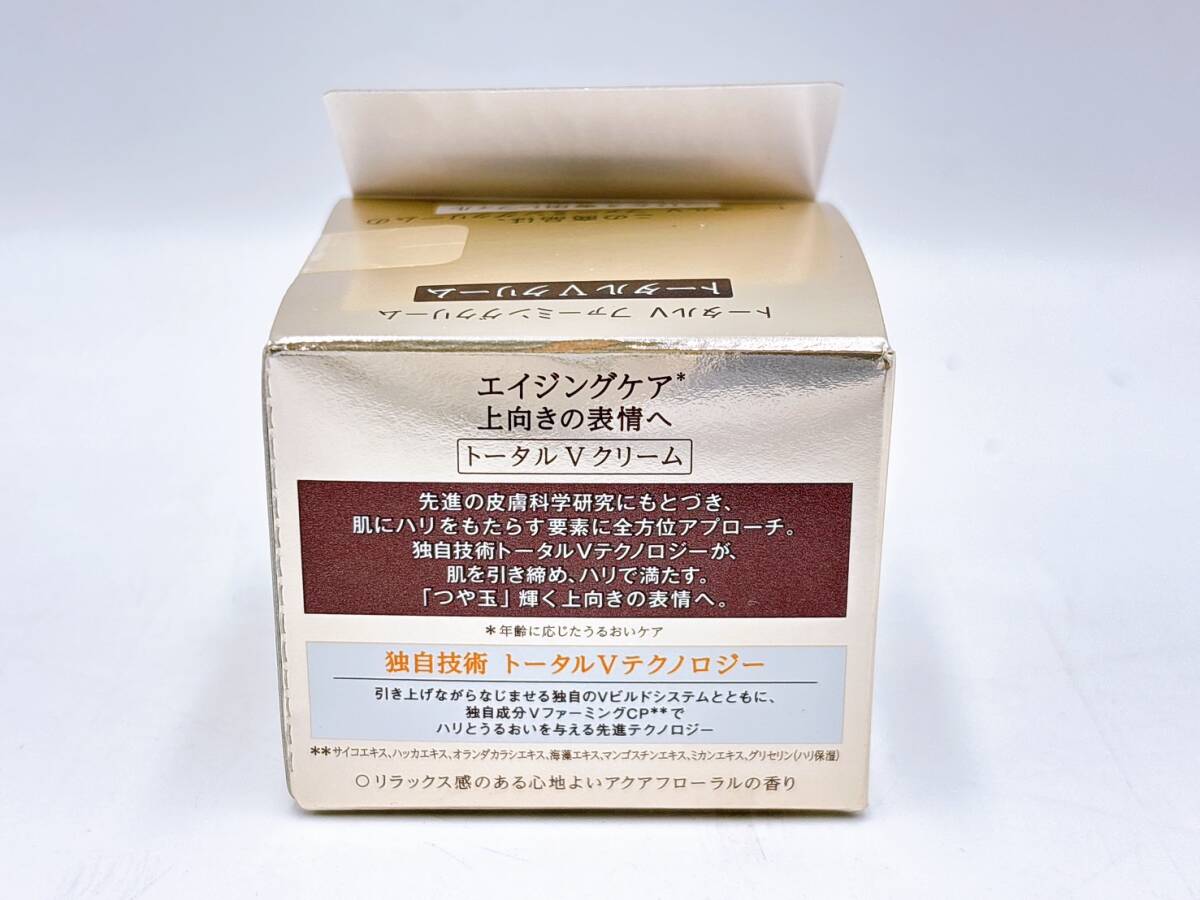 この商品は、
トータルV クリーム
トータルV ファーミングクリーム
エイジングケア*
上向きの表情へ
トータル V クリーム
先進の皮膚科学研究にもとづき、
肌にハリをもたらす要素に全方位アプローチ。
独自技術トータルVテクノロジーが、
肌を引き締め、ハリで満たす。
「つや玉」輝く上向きの表情へ。
*年齢に応じたうるおいケア
独自技術 トータルVテクノロジー
引き上げながらなじませる独自のVビルドシステムとともに、
独自成分VファーミングCP**で
ハリとうるおいを与える先進テクノロジー
**サイコエキス、ハッカエキス、オランダカラシエキス、海藻エキス、マンゴスチンエキス、ミカンエキス、グリセリン(ハリ保湿)
○リラックス感のある心地よいアクアフローラルの香り